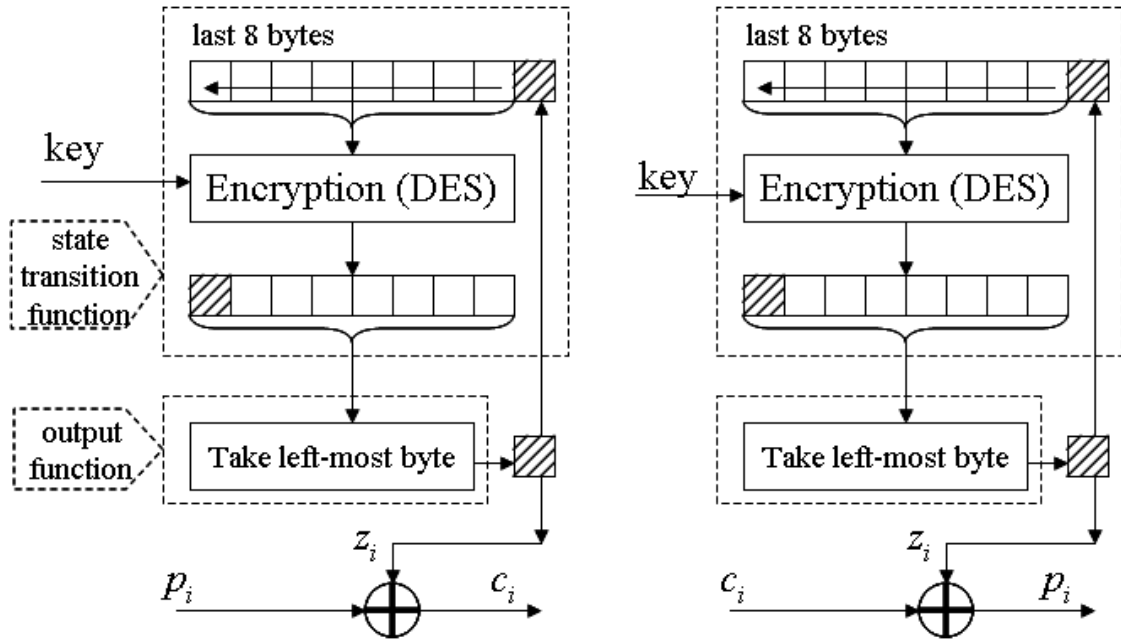 last 8 bytes
key
Encryption (DES)
state
transition
function
output
function
Take left-most byte
z_i
p_i
c_i
last 8 bytes
key
Encryption (DES)
Take left-most byte
z_i
c_i
p_i